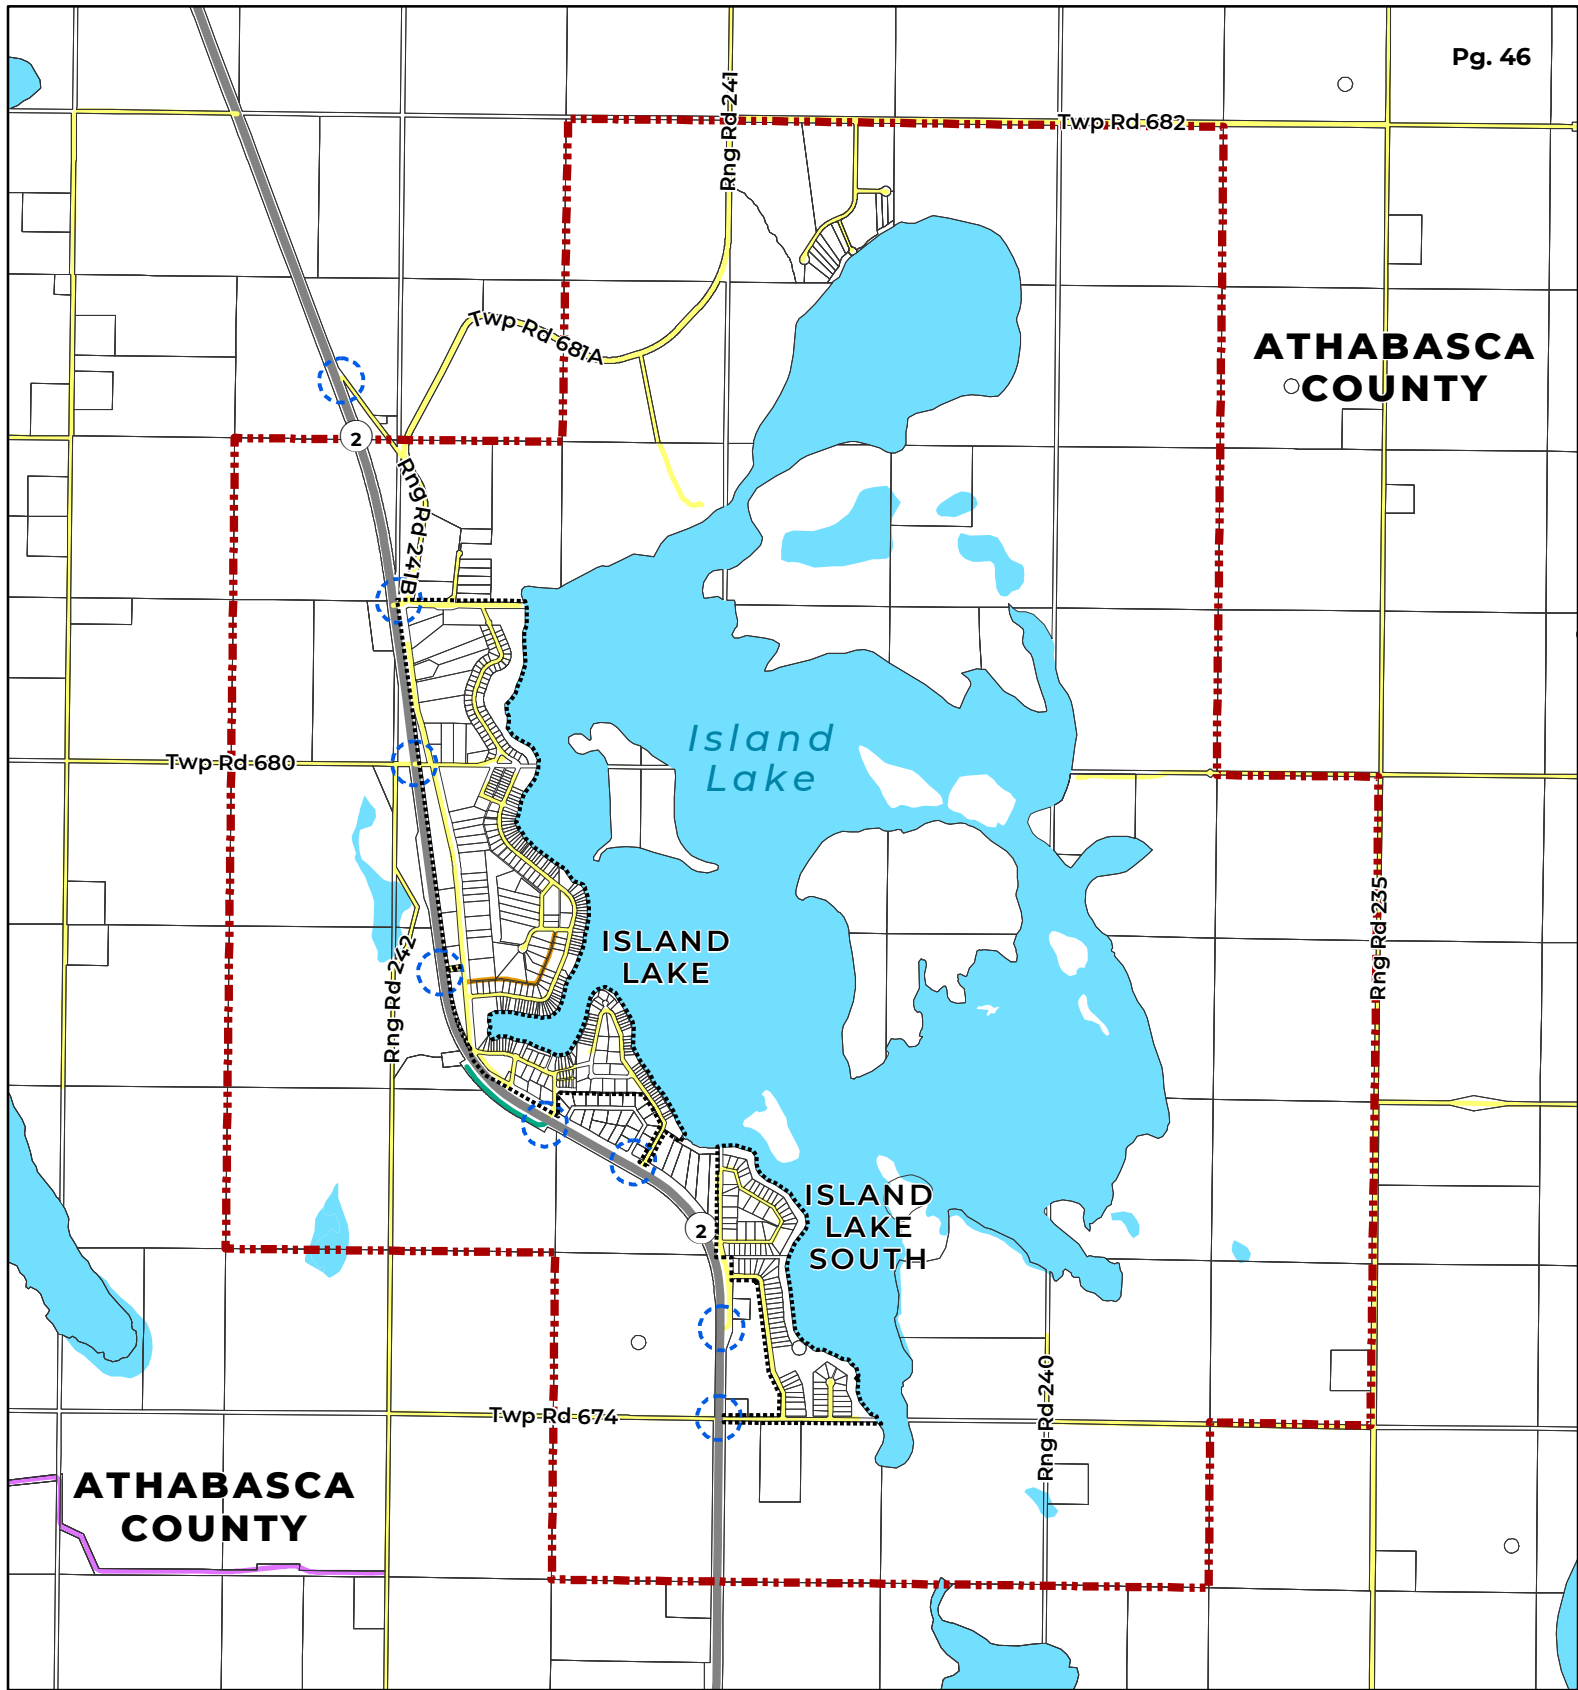 Pg. 46
Rng Rd 241
Twp Rd 682
Twp Rd 681A
ATHABASCA
COUNTY
2
Rng Rd 241B
Island
Lake
Twp Rd 680
Rng Rd 235
ISLAND
LAKE
Rng Rd 242
ISLAND
LAKE
SOUTH
2
Rng Rd 240
Twp Rd 674
ATHABASCA
COUNTY